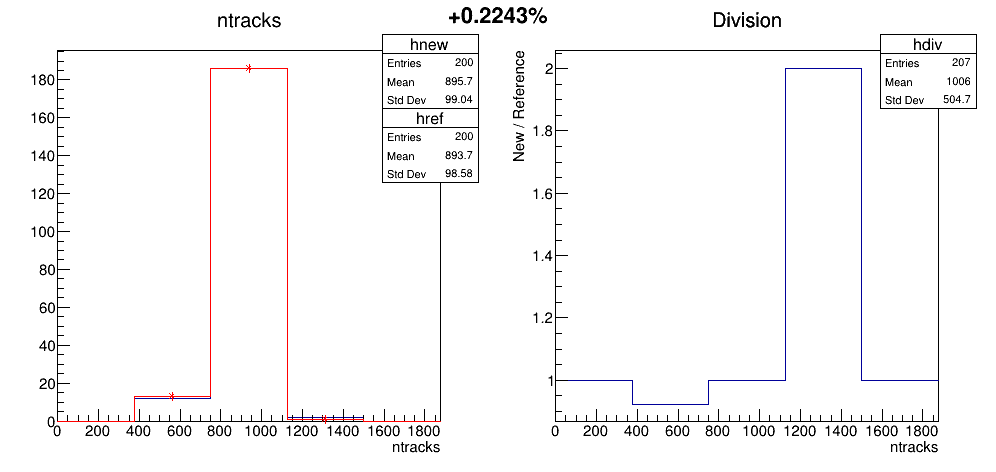 +0.2243%
ntracks
hnew
Entries 200
Mean 895.7
Std Dev 99.04
href
Entries 200
Mean 893.7
Std Dev 98.58
180
160
140
120
100
80
60
40
20
0
0 200 400 600 800 1000 1200 1400 1600 1800
ntracks
Division
hdiv
Entries 207
Mean 1006
Std Dev 504.7
New / Reference
2
1.8
1.6
1.4
1.2
1
0 200 400 600 800 1000 1200 1400 1600 1800
ntracks